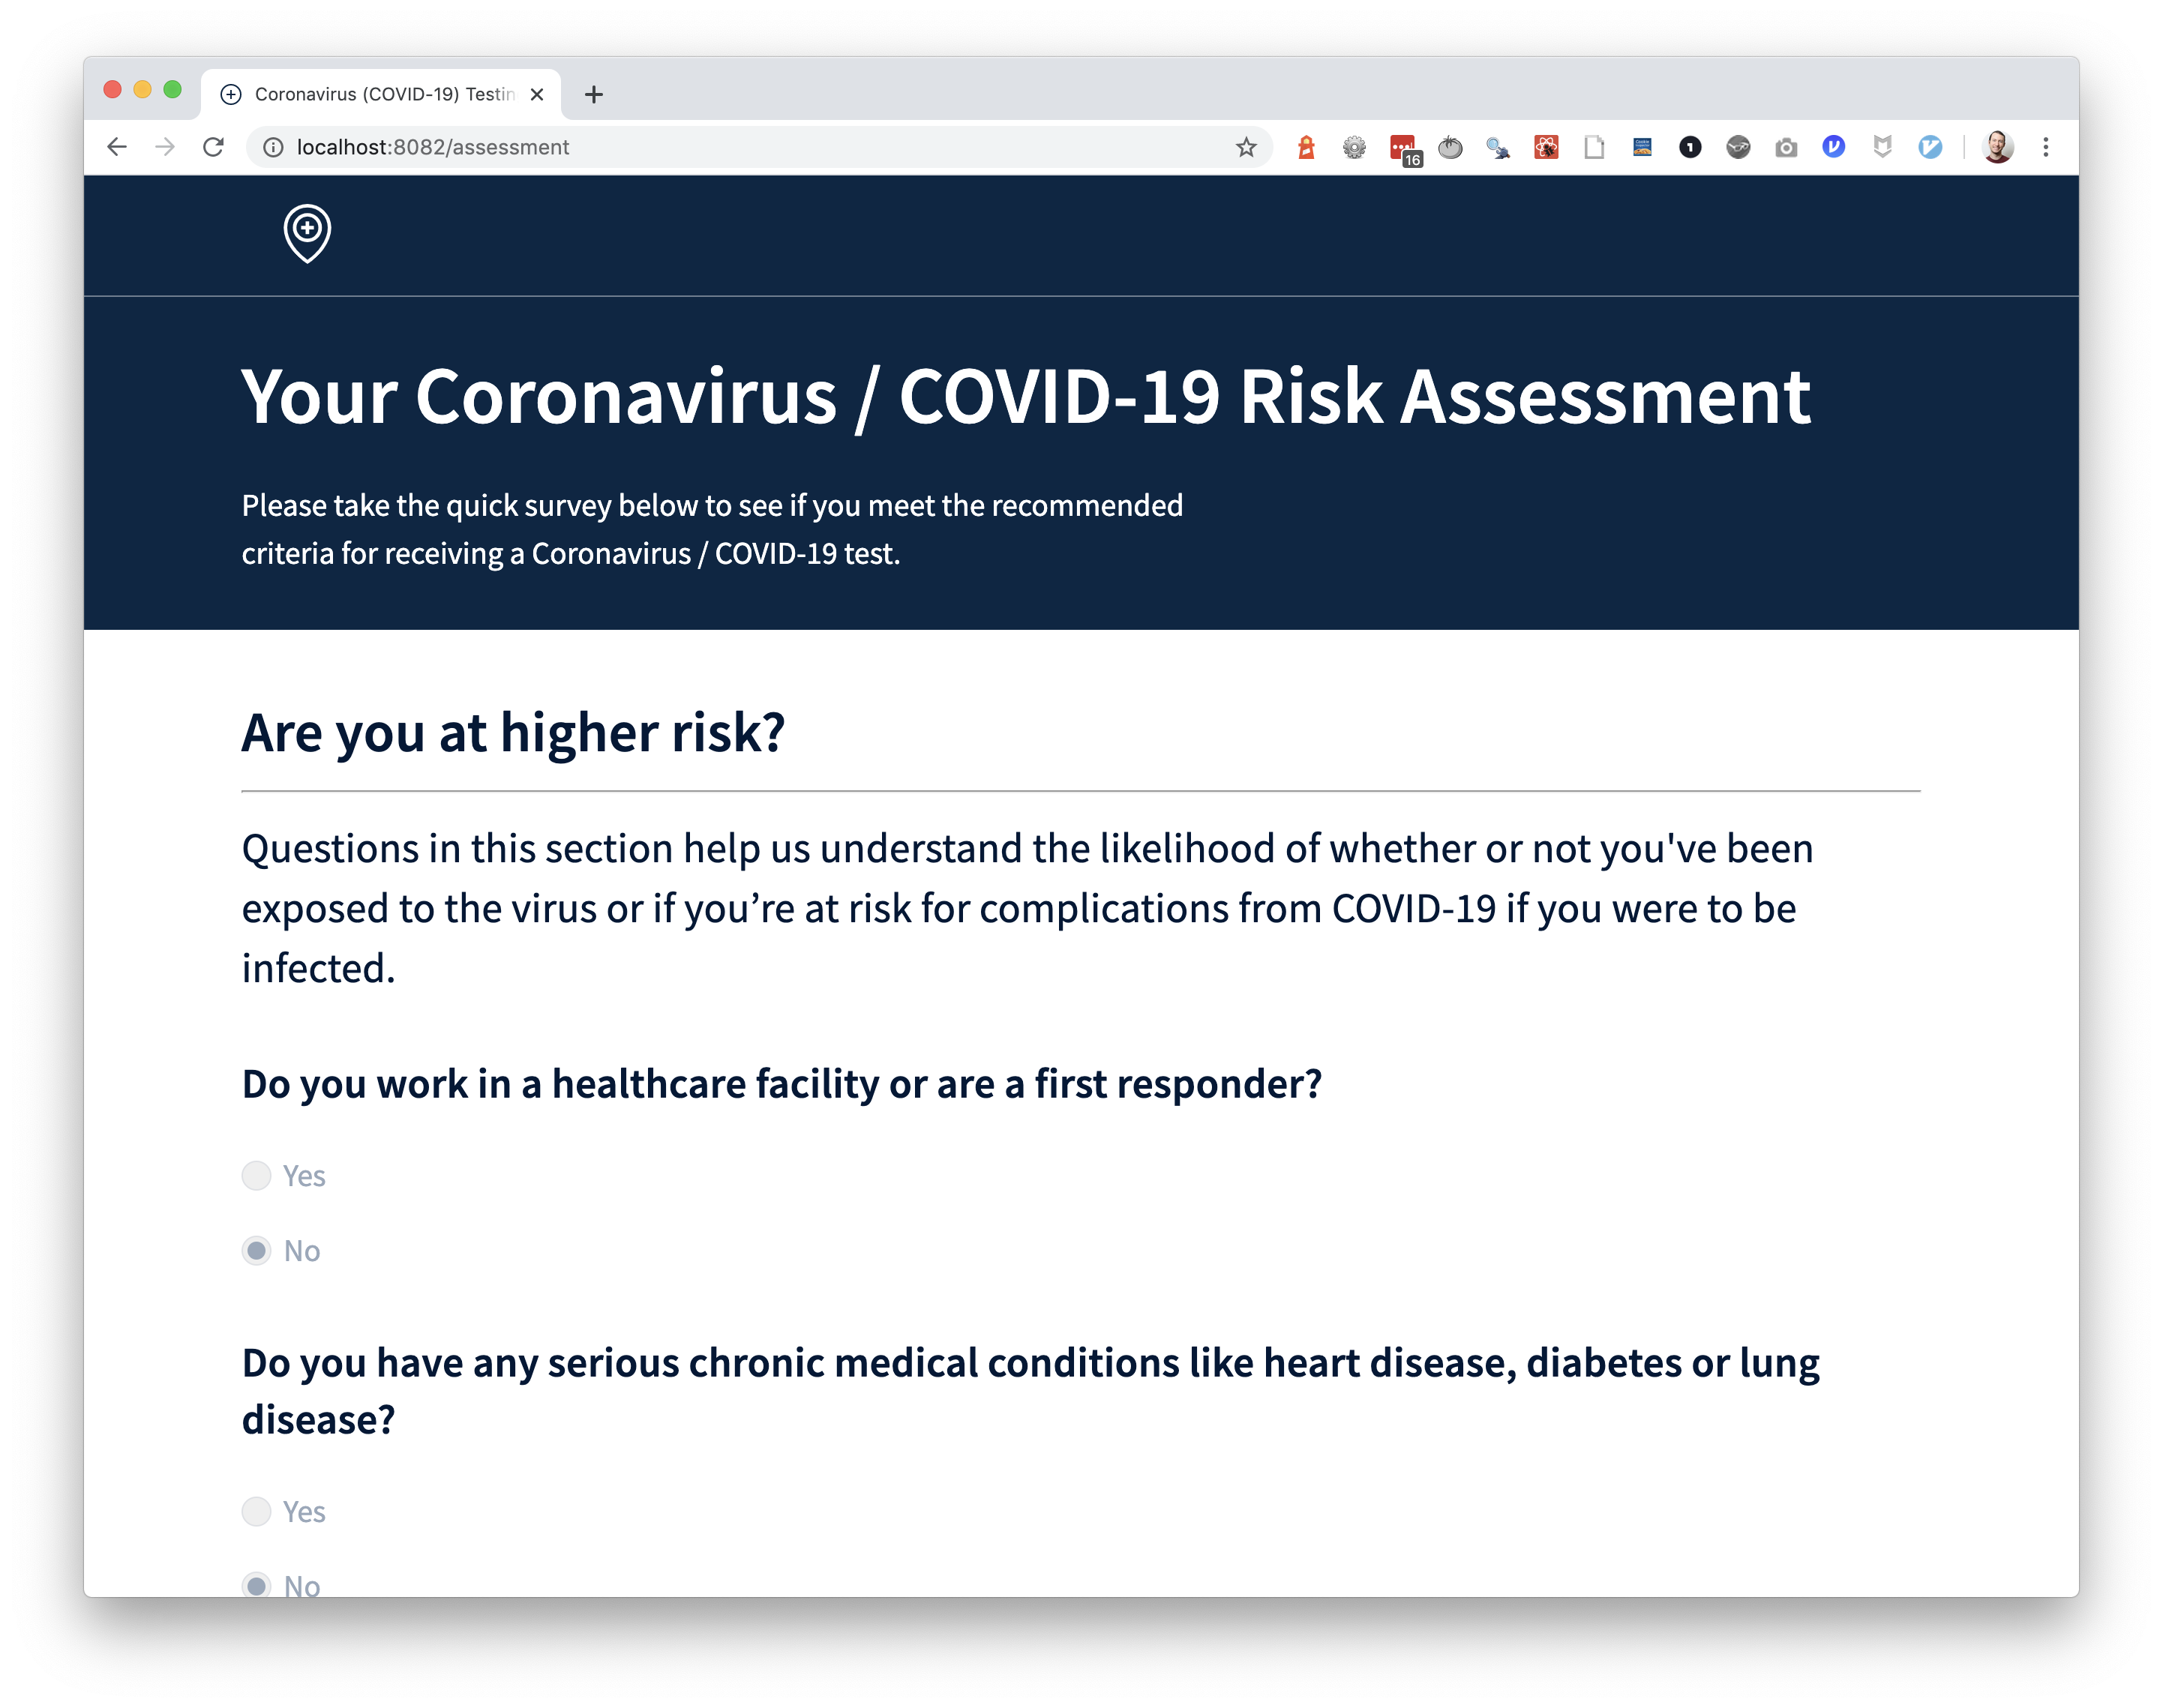 Coronavirus (COVID-19) Testin
localhost:8082/assessment
16
1
Your Coronavirus / COVID-19 Risk Assessment
Please take the quick survey below to see if you meet the recommended
criteria for receiving a Coronavirus / COVID-19 test.
Are you at higher risk?
Questions in this section help us understand the likelihood of whether or not you've been
exposed to the virus or if you’re at risk for complications from COVID-19 if you were to be
infected.
Do you work in a healthcare facility or are a first responder?
Yes
No
Do you have any serious chronic medical conditions like heart disease, diabetes or lung
disease?
Yes
No